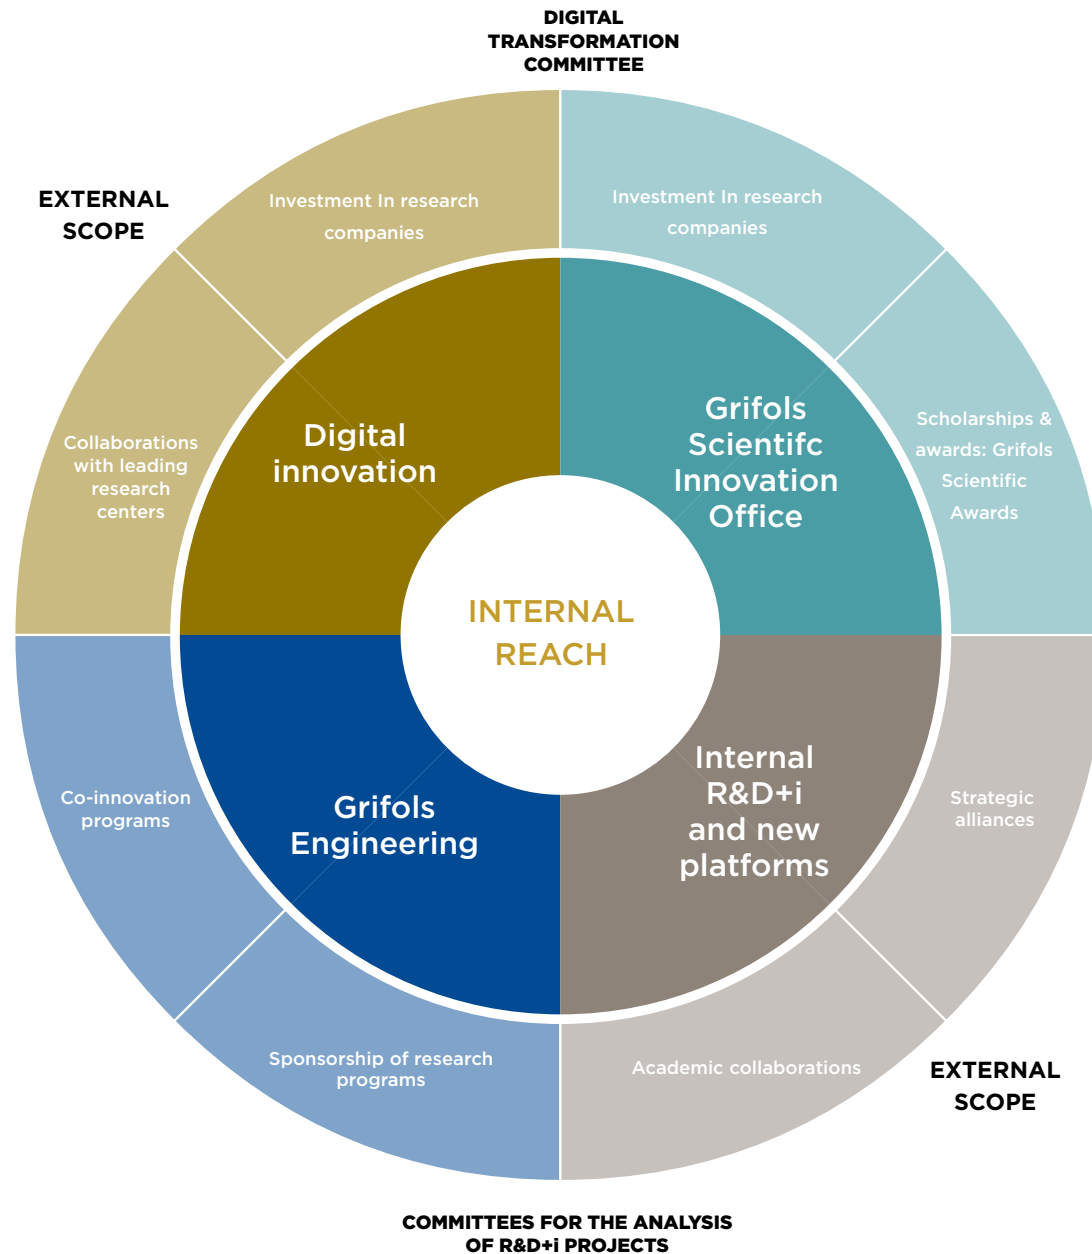 DIGITAL
TRANSFORMATION
COMMITTEE
EXTERNAL
SCOPE
Investment In research
companies
Investment In research
companies
Collaborations
with leading
research
centers
Digital
innovation
Grifols
Scientifc
Innovation
Office
Scholarships &
awards: Grifols
Scientific
Awards
INTERNAL
REACH
Co-innovation
programs
Grifols
Engineering
Internal
R&D+i
and new
platforms
Strategic
alliances
Sponsorship of research
programs
Academic collaborations
EXTERNAL
SCOPE
COMMITTEES FOR THE ANALYSIS
OF R&D+i PROJECTS